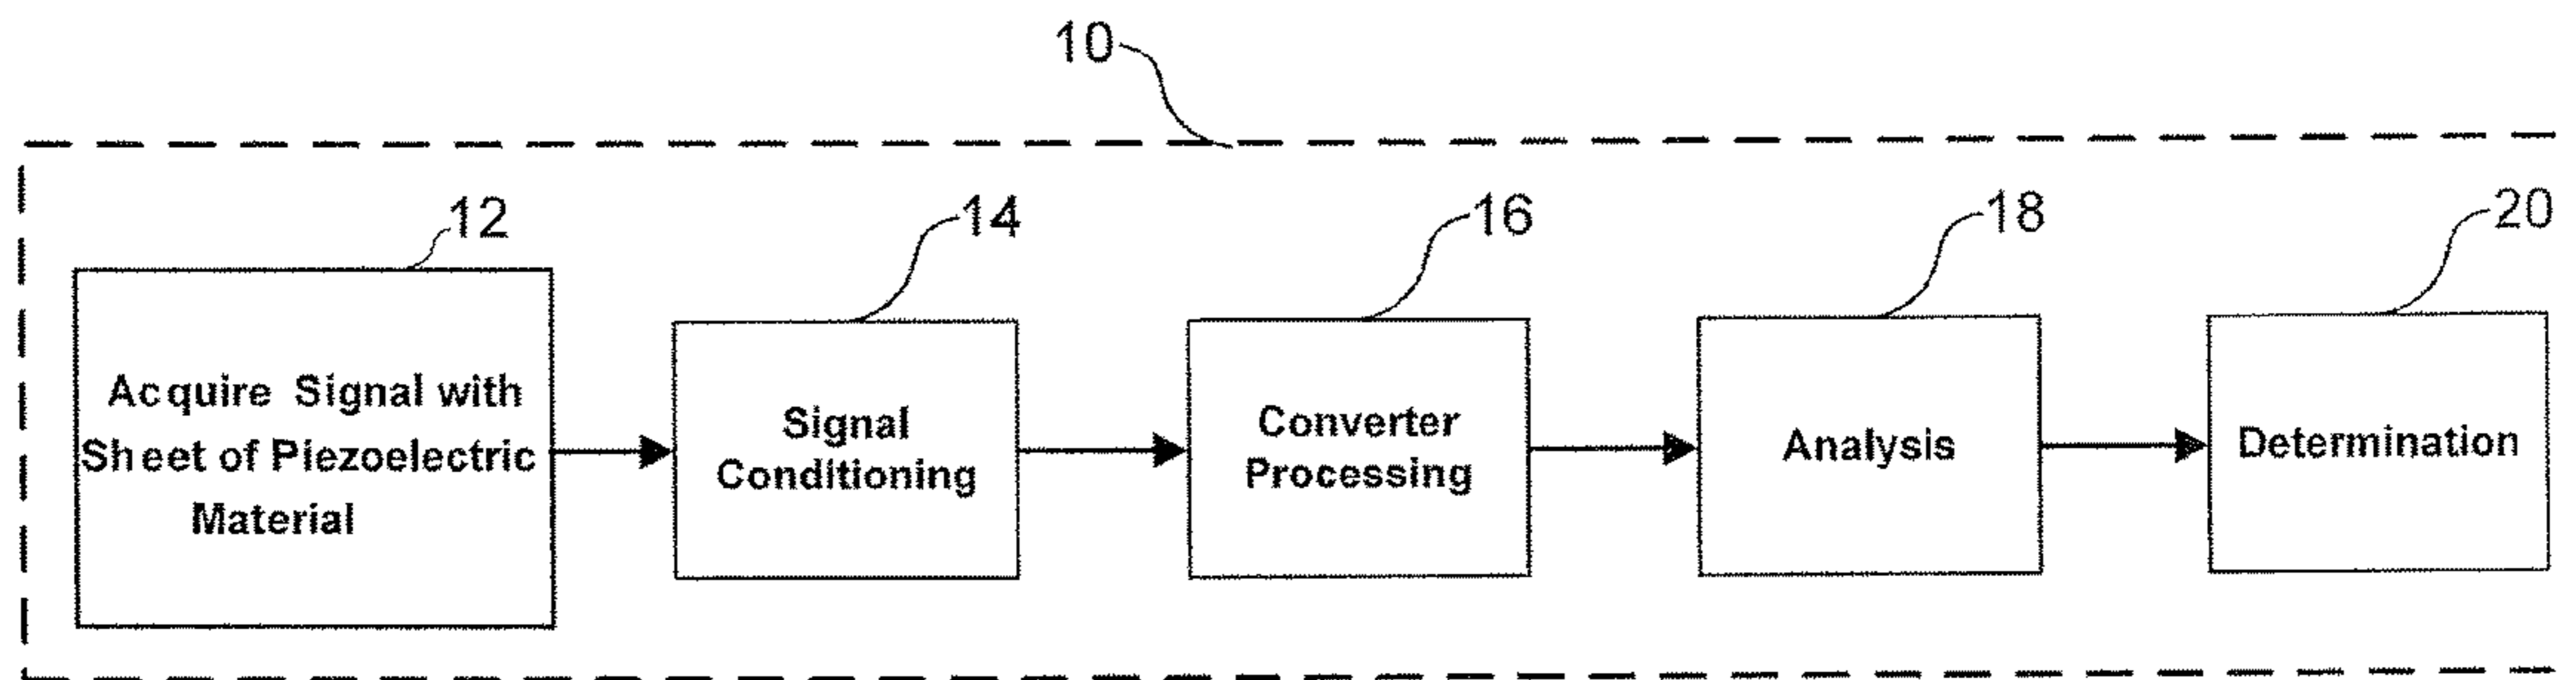 10
12
14
16
18
20
Acquire Signal with
Sheet of Piezoelectric
Material
Signal
Conditioning
Converter
Processing
Analysis
Determination